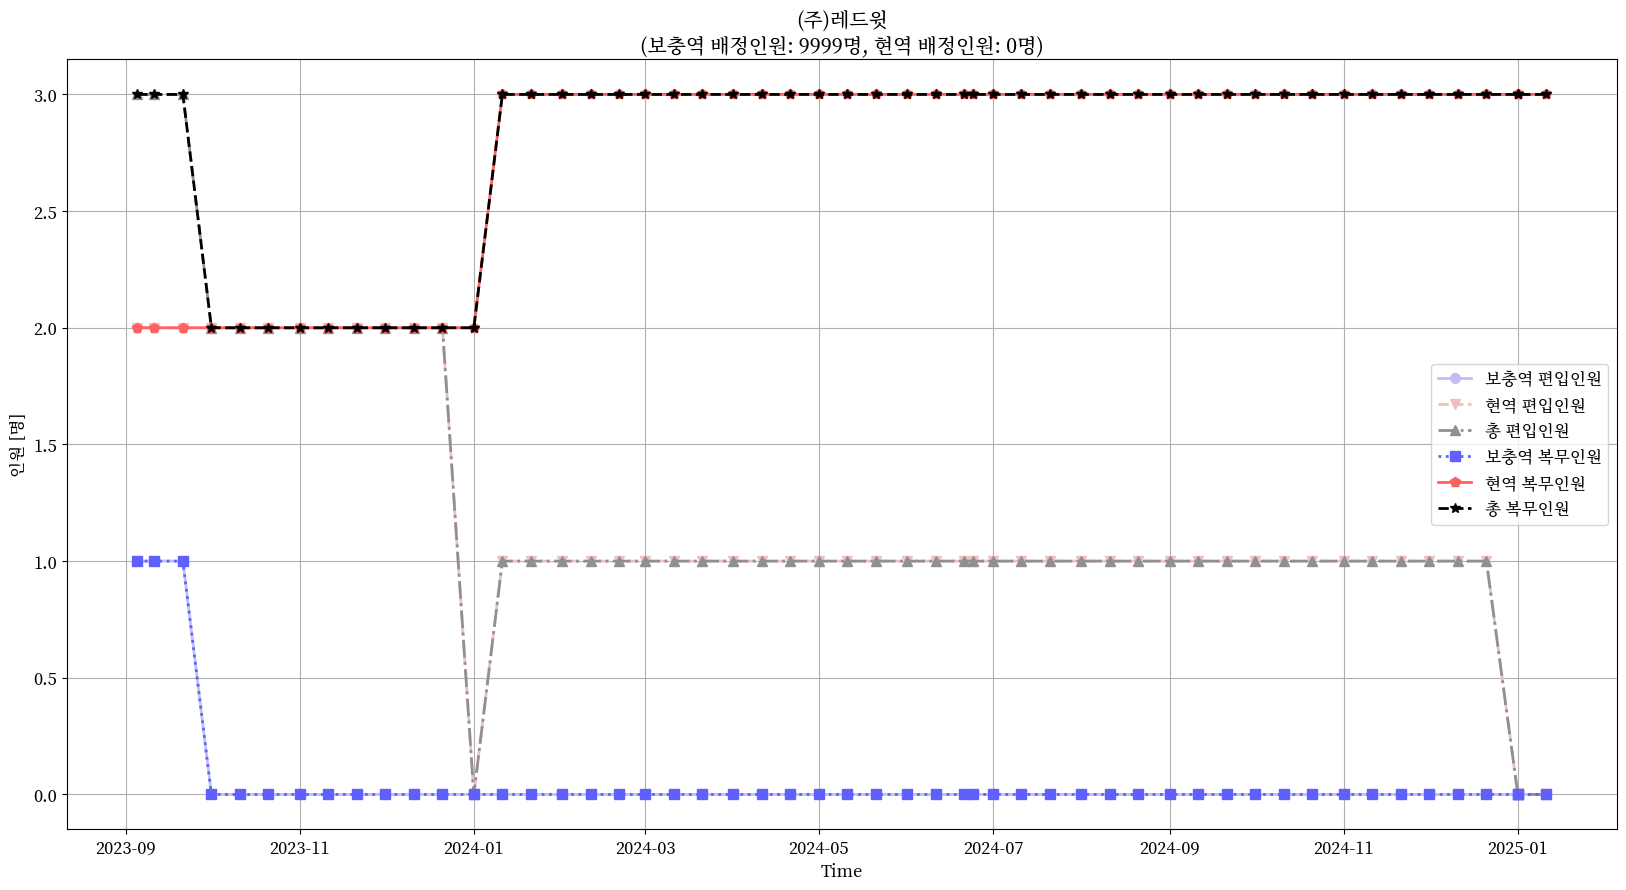 (주)레드윗
(보충역 배정인원: 9999명, 현역 배정인원: 0명)
인원 [명]
3.0
2.5
2.0
1.5
1.0
0.5
0.0
보충역 편입인원
현역 편입인원
총 편입인원
보충역 복무인원
현역 복무인원
총 복무인원
2023-09 2023-11 2024-01 2024-03 2024-05 2024-07 2024-09 2024-11 2025-01
Time